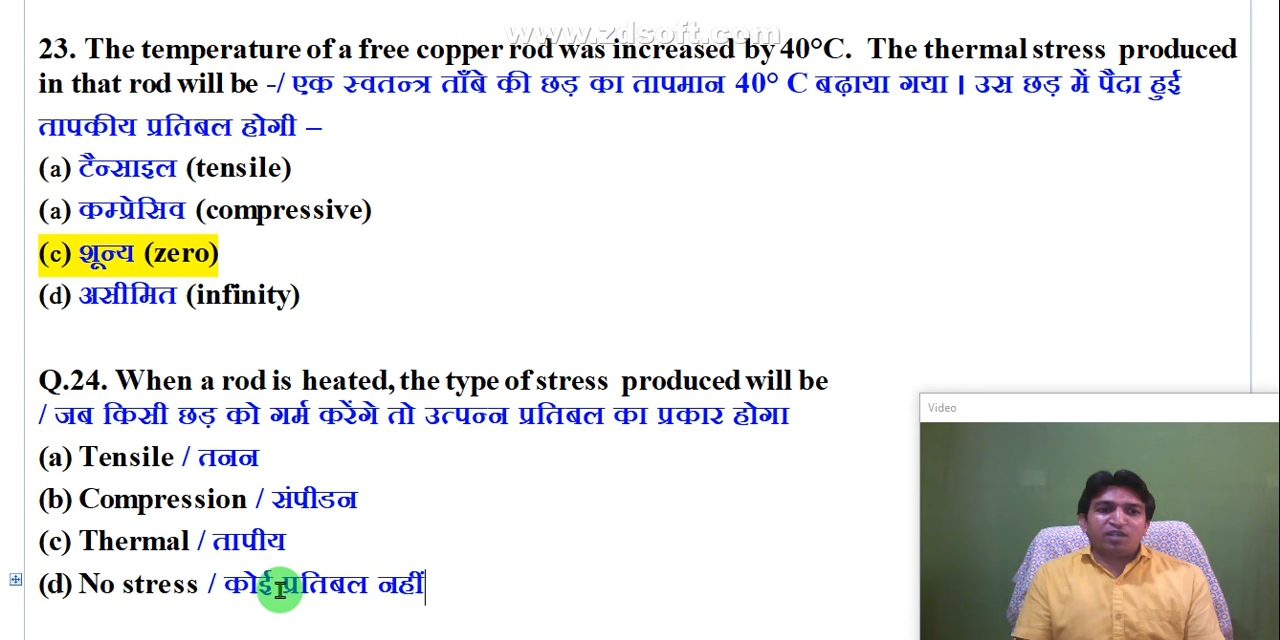 www.zdsoft.com
23. The temperature of a free copper rod was increased by 40°C. The thermal stress produced
in that rod will be -/ एक स्वतन्त्र ताँबे की छड़ का तापमान 40° C बढ़ाया गया । उस छड़ में पैदा हुई
तापकीय प्रतिबल होगी –
(a) टैन्साइल (tensile)
(a) कम्प्रेसिव (compressive)
(c) शून्य (zero)
(d) असीमित (infinity)
Q.24. When a rod is heated, the type of stress produced will be
/ जब किसी छड़ को गर्म करेंगे तो उत्पन्न प्रतिबल का प्रकार होगा
(a) Tensile / तनन
(b) Compression / संपीडन
(c) Thermal / तापीय
(d) No stress / कोई प्रतिबल नहीं
Video